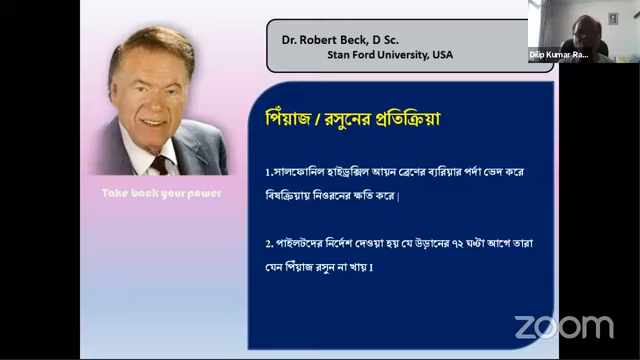 Dr. Robert Beck, D Sc.
Stan Ford University, USA
Dilip Kumar Ra...
পিঁয়াজ / রসুনের প্রতিক্রিয়া
1.সালফোনিল হাইড্রক্সিল আয়ন ব্রেণের ব্যরিয়ার পর্দা ভেদ করে
বিষক্রিয়ায় নিওরনের ক্ষতি করে|
2. পাইলটদের নির্দেশ দেওয়া হয় যে উড়ানের ৭২ ঘণ্টা আগে তারা
যেন পিঁয়াজ রসুন না খায় I
Take back your power
zoom